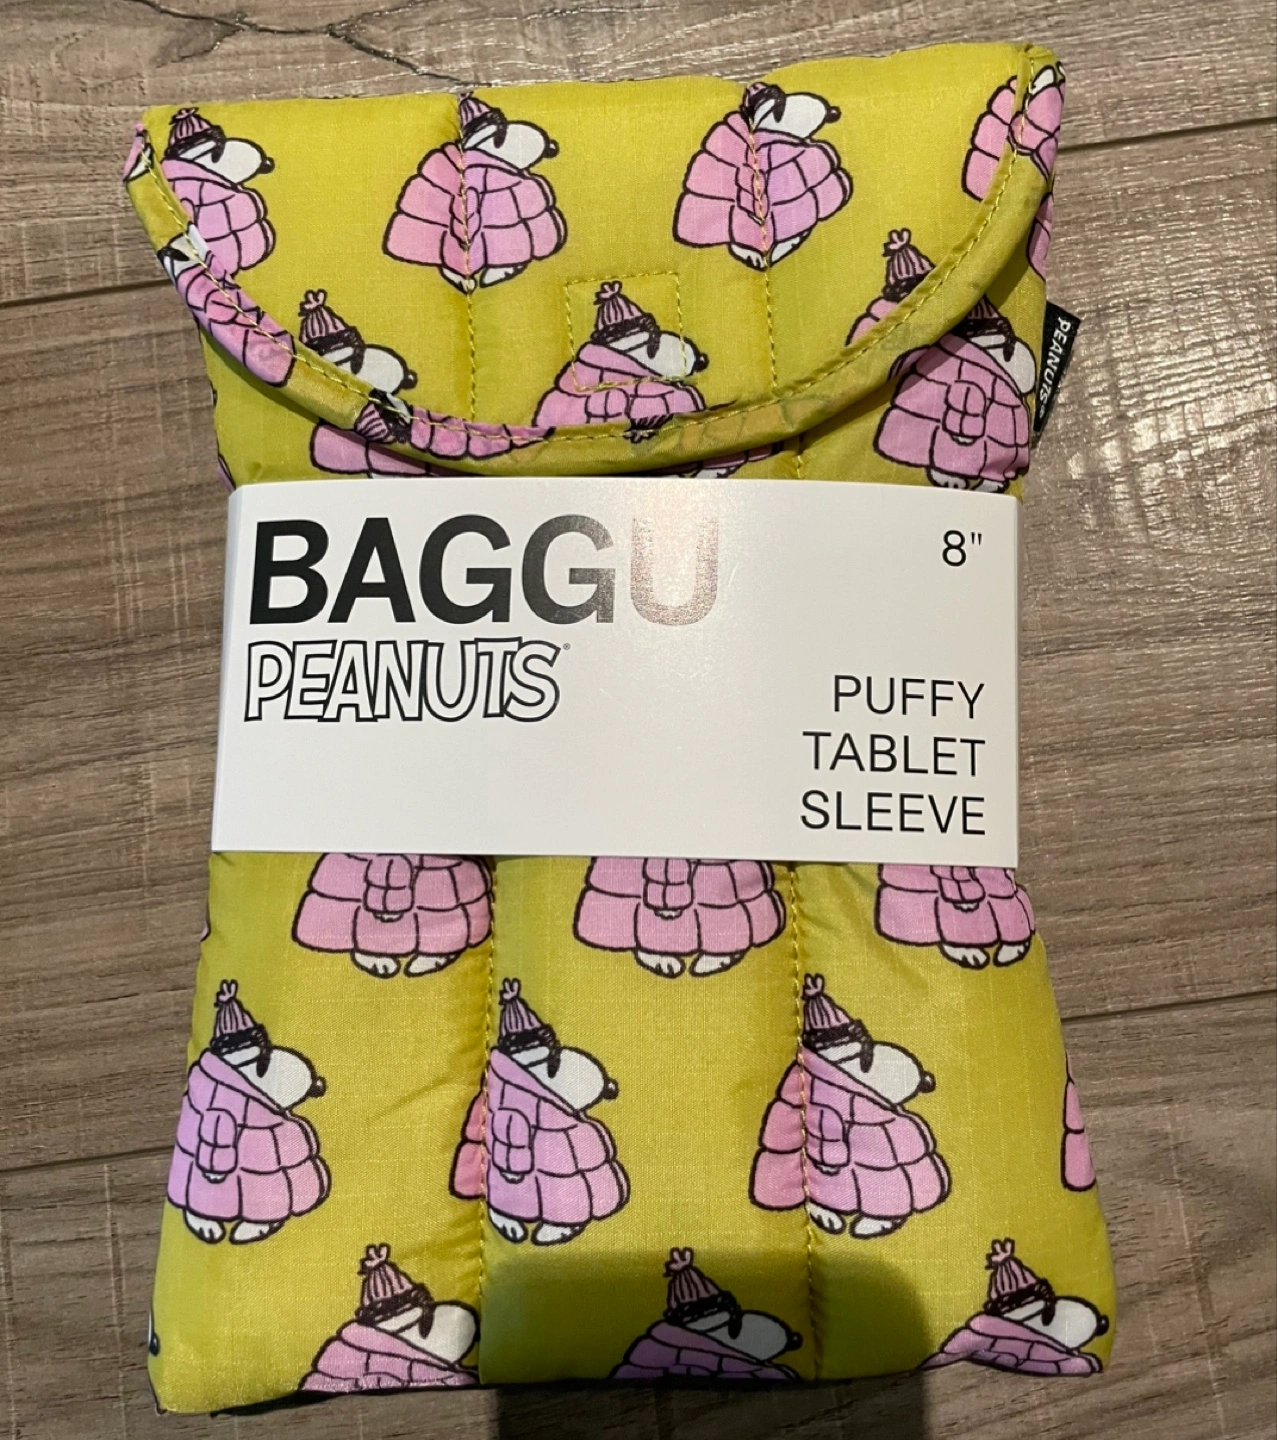 PEANUTS
BAGGU
8"
PEANUTS®
PUFFY
TABLET
SLEEVE